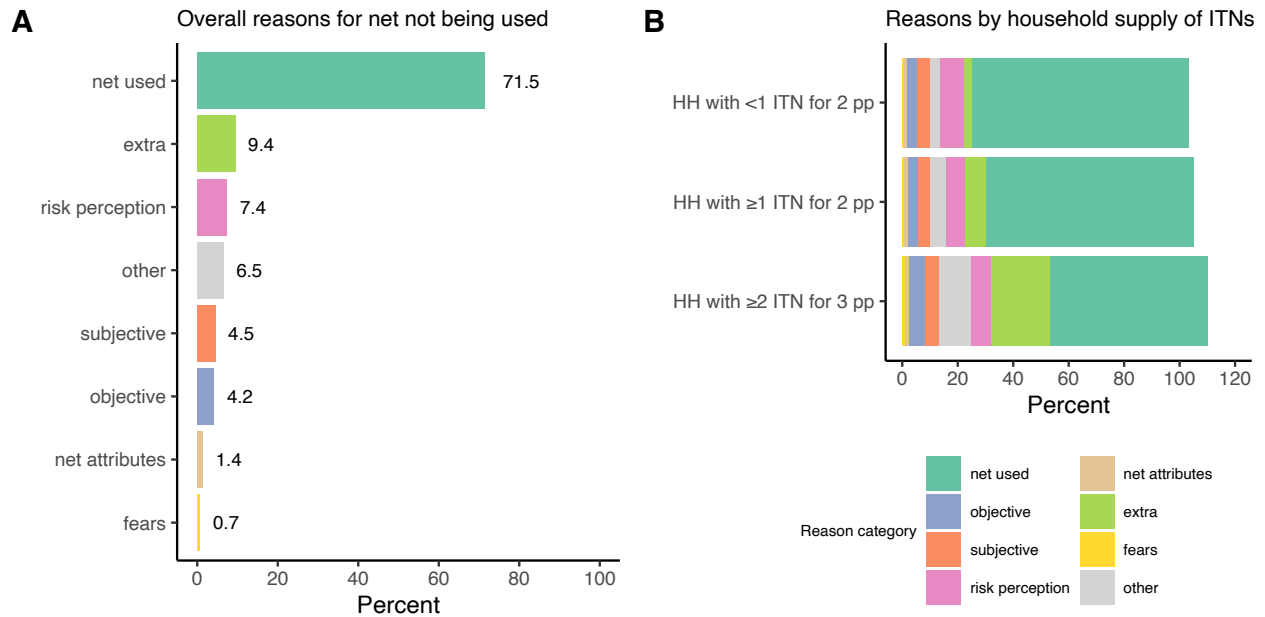 A
Overall reasons for net not being used
net used
71.5
extra
9.4
risk perception
7.4
other
6.5
subjective
4.5
objective
4.2
net attributes
1.4
fears
0.7
0 20 40 60 80 100
Percent
B
Reasons by household supply of ITNs
HH with <1 ITN for 2 pp
HH with ≥1 ITN for 2 pp
HH with ≥2 ITN for 3 pp
0 20 40 60 80 100 120
Percent
Reason category
net used
objective
subjective
risk perception
net attributes
extra
fears
other